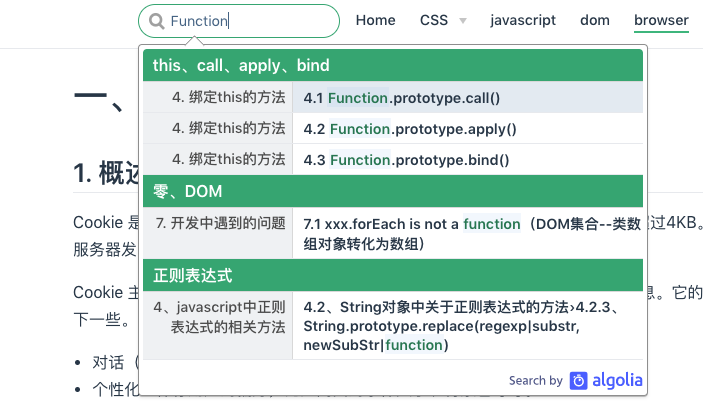 Function
Home CSS javascript dom browser
this、call、apply、bind
一、
4. 绑定this的方法 4.1 Function.prototype.call()
4. 绑定this的方法 4.2 Function.prototype.apply()
4. 绑定this的方法 4.3 Function.prototype.bind()
1. 概述
零、DOM
Cookie 是
7. 开发中遇到的问题 7.1 xxx.forEach is not a function（DOM集合--类数
超过4KB。
服务器发
组对象转化为数组）
正则表达式
Cookie 主
息。它的
4、javascript中正则 4.2、String对象中关于正则表达式的方法›4.2.3、
下一些。
表达式的相关方法 String.prototype.replace(regexp|substr,
newSubStr|function)
对话（
Search by algolia
个性化